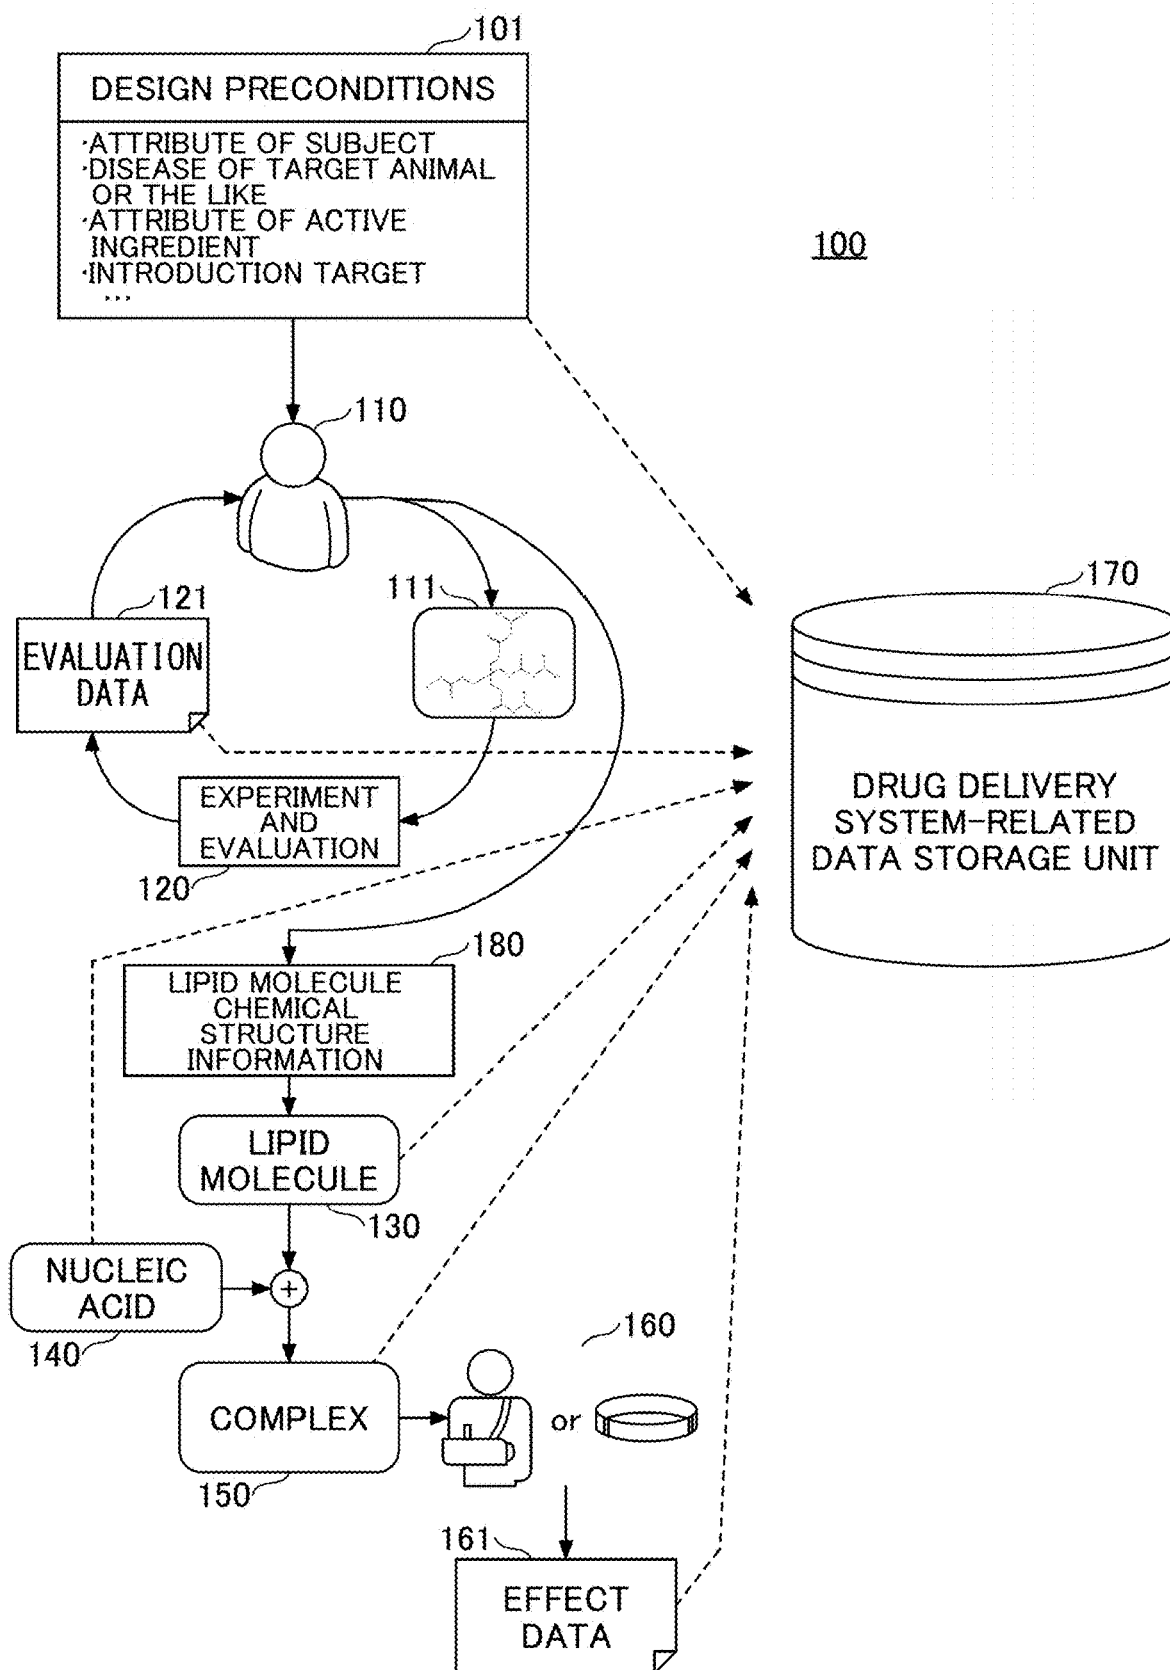 101
DESIGN PRECONDITIONS
·ATTRIBUTE OF SUBJECT
·DISEASE OF TARGET ANIMAL
OR THE LIKE
·ATTRIBUTE OF ACTIVE
INGREDIENT
·INTRODUCTION TARGET
...
100
110
111
121
EVALUATION
DATA
170
EXPERIMENT
AND
EVALUATION
120
DRUG DELIVERY
SYSTEM-RELATED
DATA STORAGE UNIT
180
LIPID MOLECULE
CHEMICAL
STRUCTURE
INFORMATION
LIPID
MOLECULE
130
NUCLEIC
ACID
140
+
COMPLEX
150
160
or
161
EFFECT
DATA